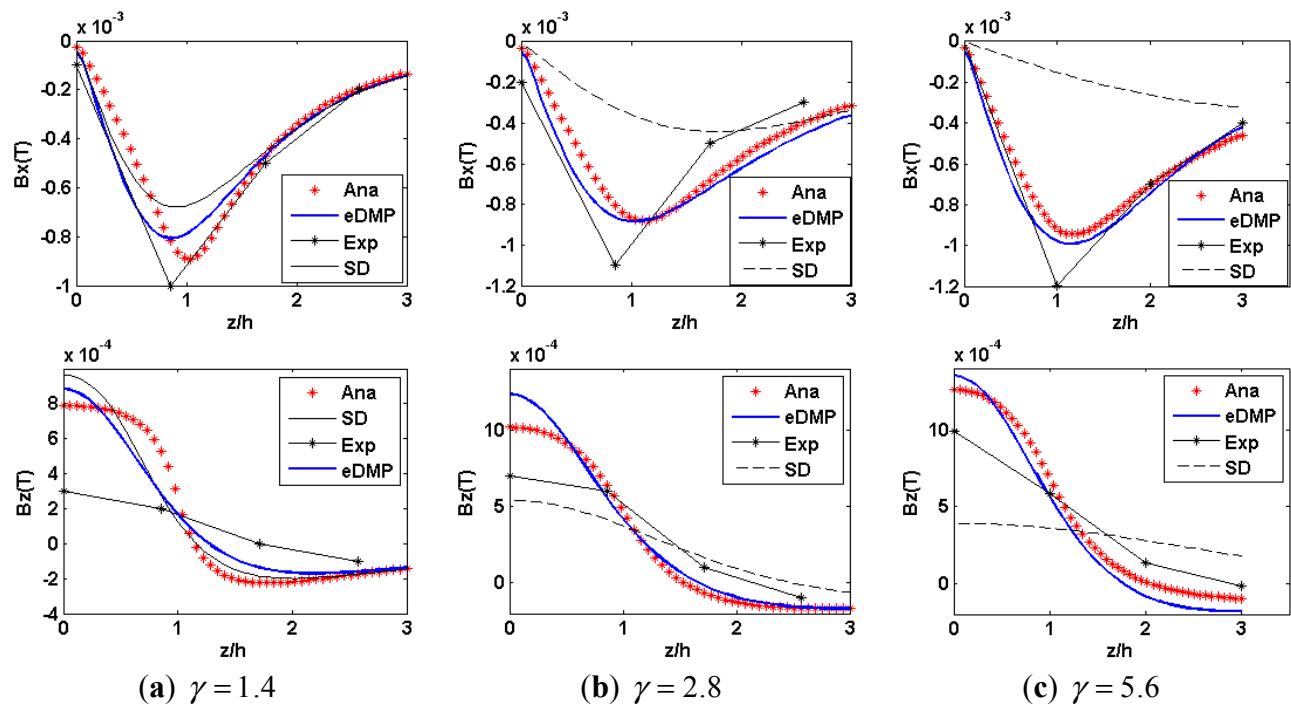 x 10⁻³
0
-0.2
-0.4
-0.6
-0.8
-1
Bx(T)
Ana
eDMP
Exp
SD
0 1 2 3
z/h
x 10⁻³
0
-0.2
-0.4
-0.6
-0.8
-1
-1.2
Bx(T)
Ana
eDMP
Exp
SD
0 1 2 3
z/h
x 10⁻³
0
-0.2
-0.4
-0.6
-0.8
-1
-1.2
Bx(T)
Ana
eDMP
Exp
SD
0 1 2 3
z/h
x 10⁻⁴
8
6
4
2
0
-2
-4
Bz(T)
Ana
SD
Exp
eDMP
0 1 2 3
z/h
x 10⁻⁴
10
5
0
Bz(T)
Ana
eDMP
Exp
SD
0 1 2 3
z/h
x 10⁻⁴
10
5
0
Bz(T)
Ana
eDMP
Exp
SD
0 1 2 3
z/h
(a) γ = 1.4
(b) γ = 2.8
(c) γ = 5.6